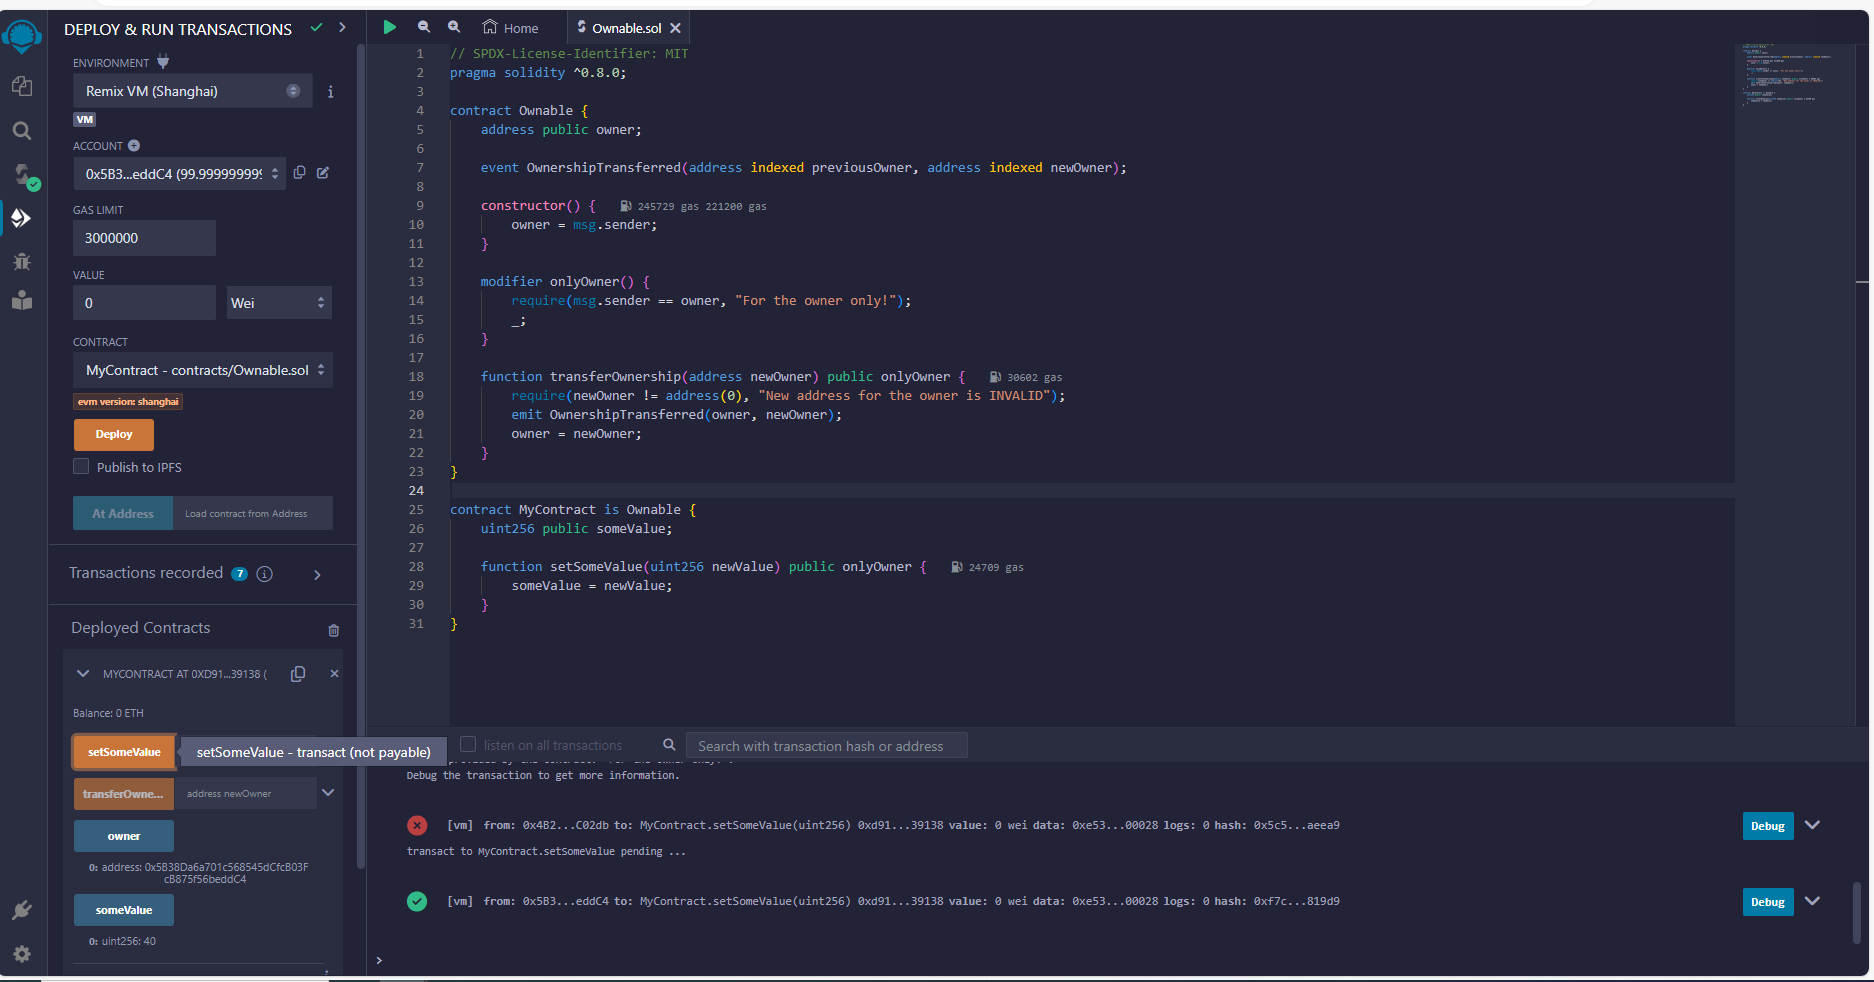 DEPLOY & RUN TRANSACTIONS
ENVIRONMENT
Remix VM (Shanghai)
VM
ACCOUNT
0x5B3...eddC4 (99.999999999
GAS LIMIT
3000000
VALUE
0
Wei
CONTRACT
MyContract - contracts/Ownable.sol
evm version: shanghai
Deploy
Publish to IPFS
At Address
Load contract from Address
Transactions recorded 7
Deployed Contracts
MYCONTRACT AT 0XD91...39138 (
Balance: 0 ETH
setSomeValue
setSomeValue - transact (not payable)
transferOwne...
address newOwner
owner
0: address: 0x5B38Da6a701c568545dCfcB03F
cB875f56beddC4
someValue
0: uint256: 40
Home
Ownable.sol
1 // SPDX-License-Identifier: MIT
2 pragma solidity ^0.8.0;
3
4 contract Ownable {
5 address public owner;
6
7 event OwnershipTransferred(address indexed previousOwner, address indexed newOwner);
8
9 constructor() { 245729 gas 221200 gas
10 owner = msg.sender;
11 }
12
13 modifier onlyOwner() {
14 require(msg.sender == owner, "For the owner only!");
15 _;
16 }
17
18 function transferOwnership(address newOwner) public onlyOwner { 30602 gas
19 require(newOwner != address(0), "New address for the owner is INVALID");
20 emit OwnershipTransferred(owner, newOwner);
21 owner = newOwner;
22 }
23 }
24
25 contract MyContract is Ownable {
26 uint256 public someValue;
27
28 function setSomeValue(uint256 newValue) public onlyOwner { 24709 gas
29 someValue = newValue;
30 }
31 }
listen on all transactions
Search with transaction hash or address
Debug the transaction to get more information.
[vm] from: 0x4B2...C02db to: MyContract.setSomeValue(uint256) 0xd91...39138 value: 0 wei data: 0xe53...00028 logs: 0 hash: 0x5c5...aeea9
Debug
transact to MyContract.setSomeValue pending ...
[vm] from: 0x5B3...eddC4 to: MyContract.setSomeValue(uint256) 0xd91...39138 value: 0 wei data: 0xe53...00028 logs: 0 hash: 0xf7c...819d9
Debug
>